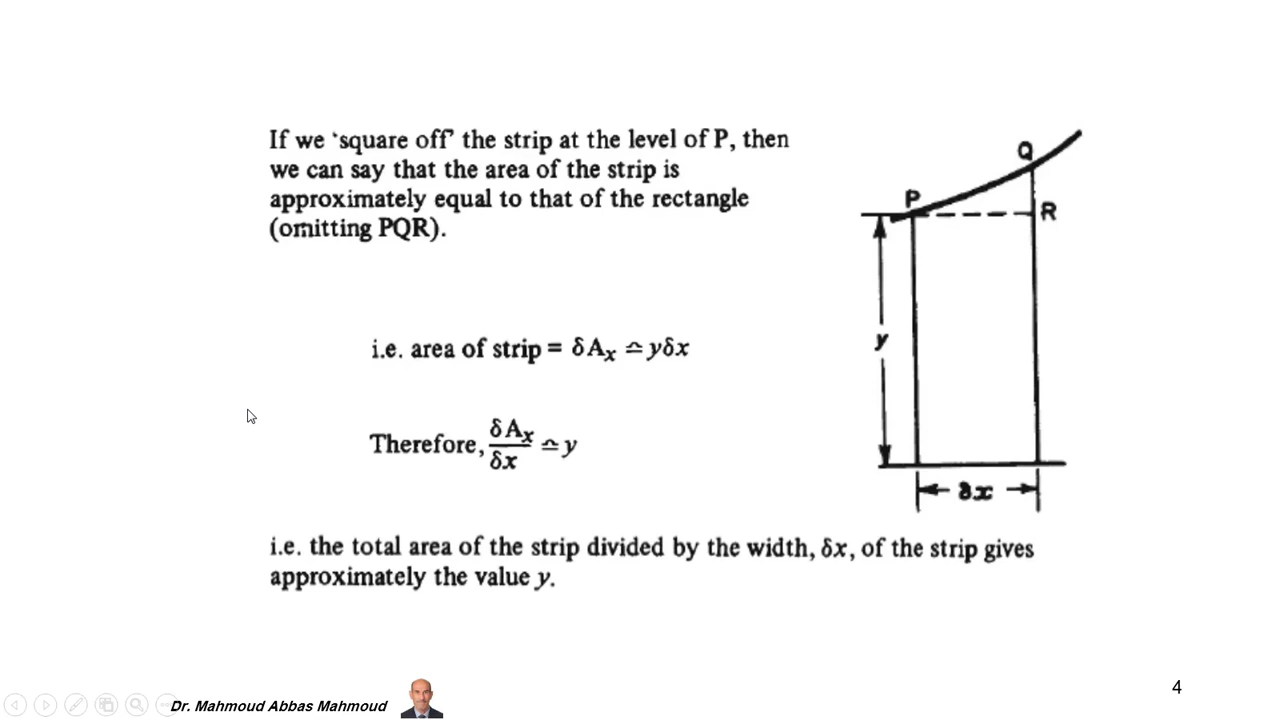 If we 'square off' the strip at the level of P, then
we can say that the area of the strip is
approximately equal to that of the rectangle
(omitting PQR).
i.e. area of strip = δAₓ ≏ yδx
Therefore, δAₓ/δx ≏ y
i.e. the total area of the strip divided by the width, δx, of the strip gives
approximately the value y.
Q
P
R
y
δx
Dr. Mahmoud Abbas Mahmoud
4